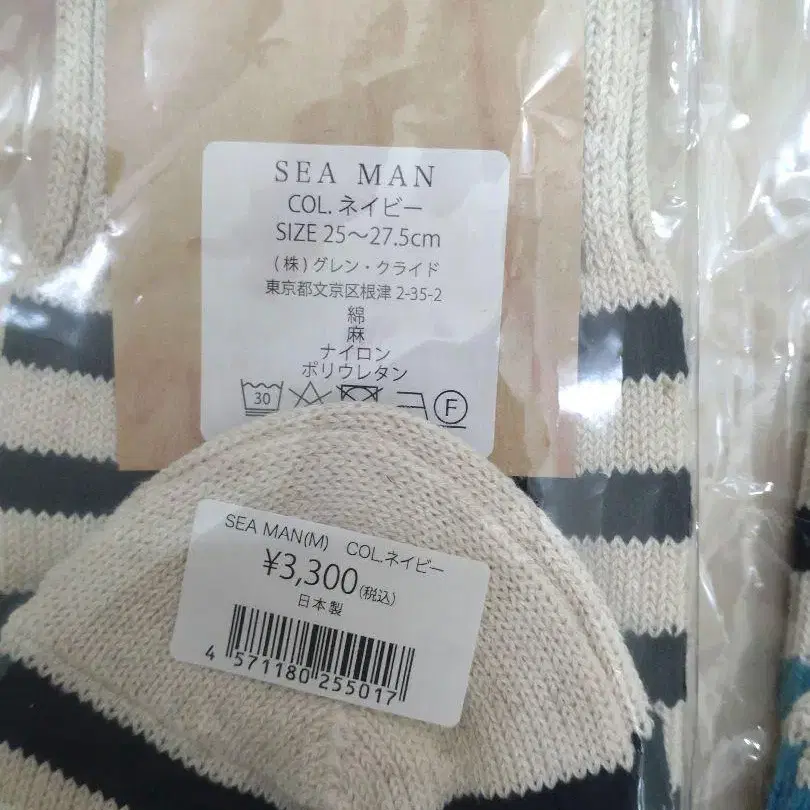 SEA MAN
COL. ネイビー
SIZE 25～27.5cm
(株)グレン・クライド
東京都文京区根津 2-35-2
綿
麻
ナイロン
ポリウレタン
30
F
SEA MAN(M) COL.ネイビー
¥3,300(税込)
日本製
4 571180 255017